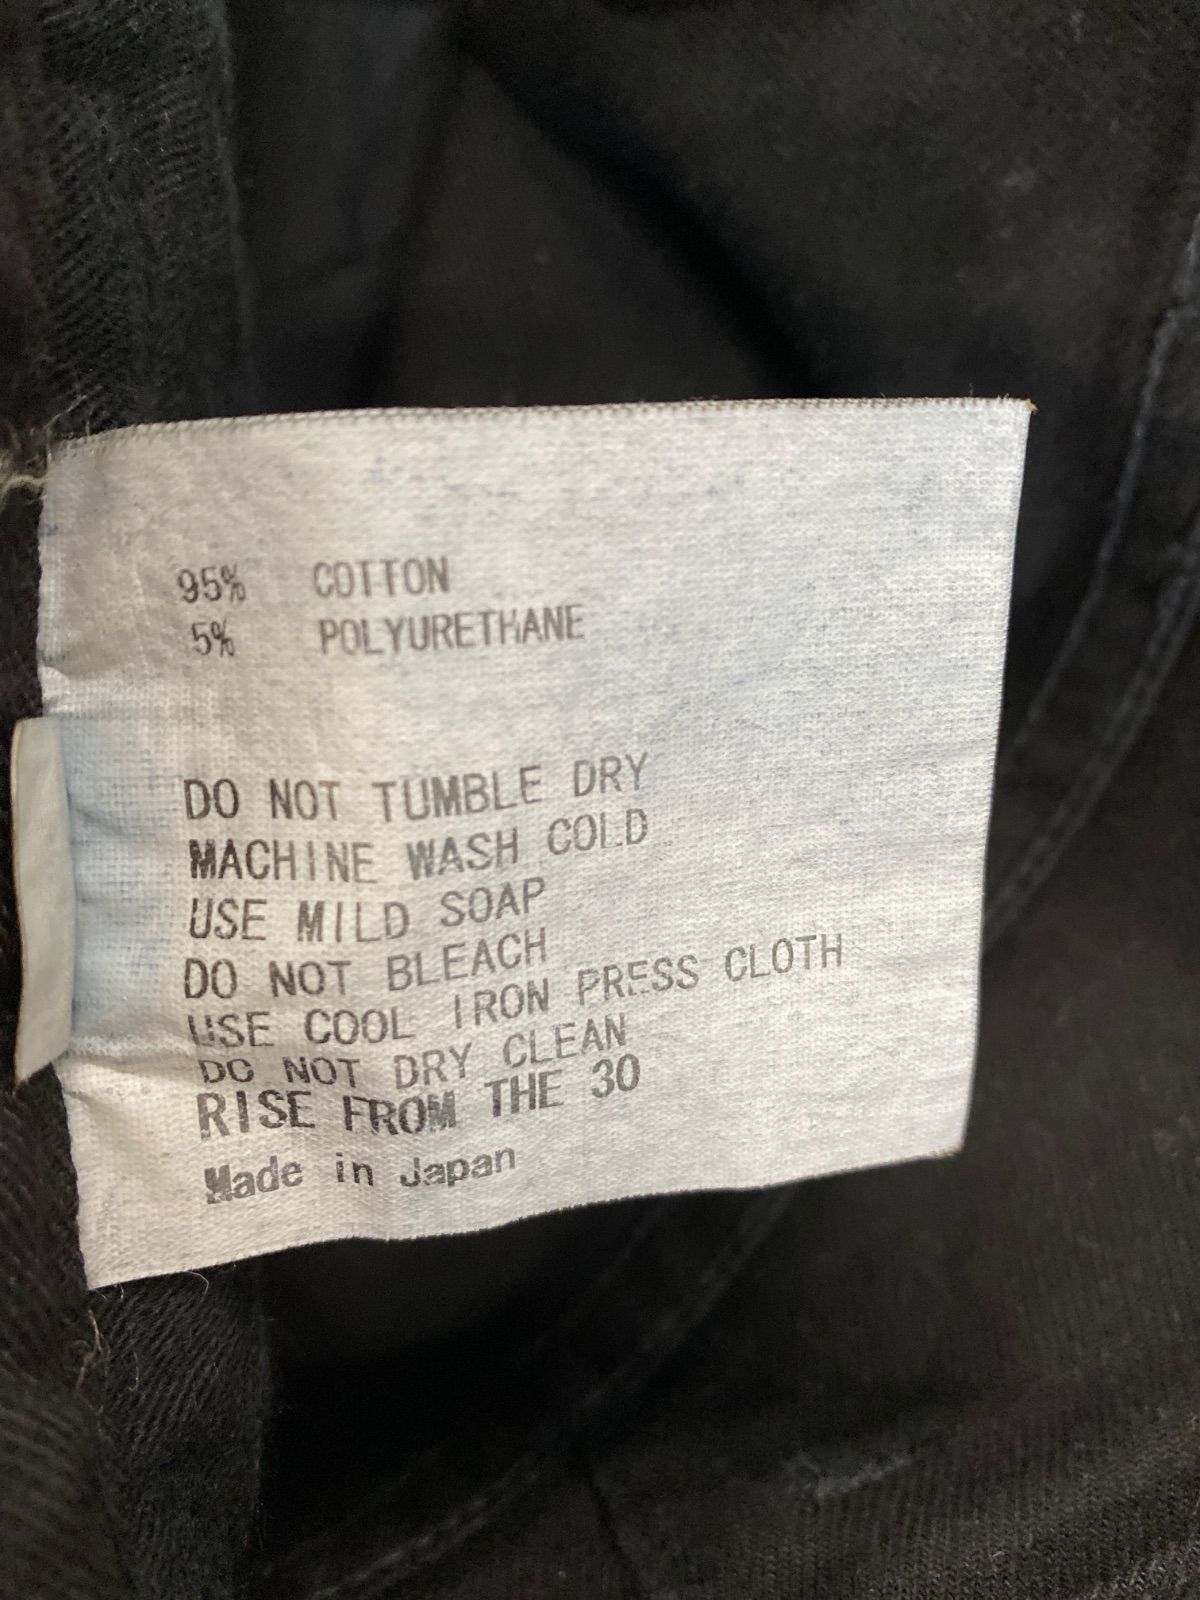 95% COTTON
5% POLYURETHANE
DO NOT TUMBLE DRY
MACHINE WASH COLD
USE MILD SOAP
DO NOT BLEACH
USE COOL IRON PRESS CLOTH
DO NOT DRY CLEAN
RISE FROM THE 30
Made in Japan